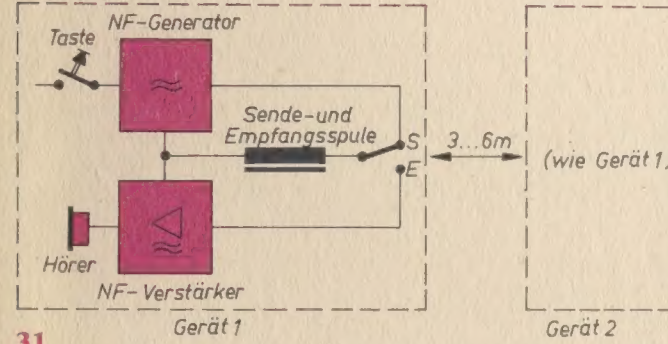 NF-Generator
Taste
Sende-und
Empfangsspule
S
E
3...6m
(wie Gerät 1)
Hörer
NF-Verstärker
31
Gerät 1
Gerät 2